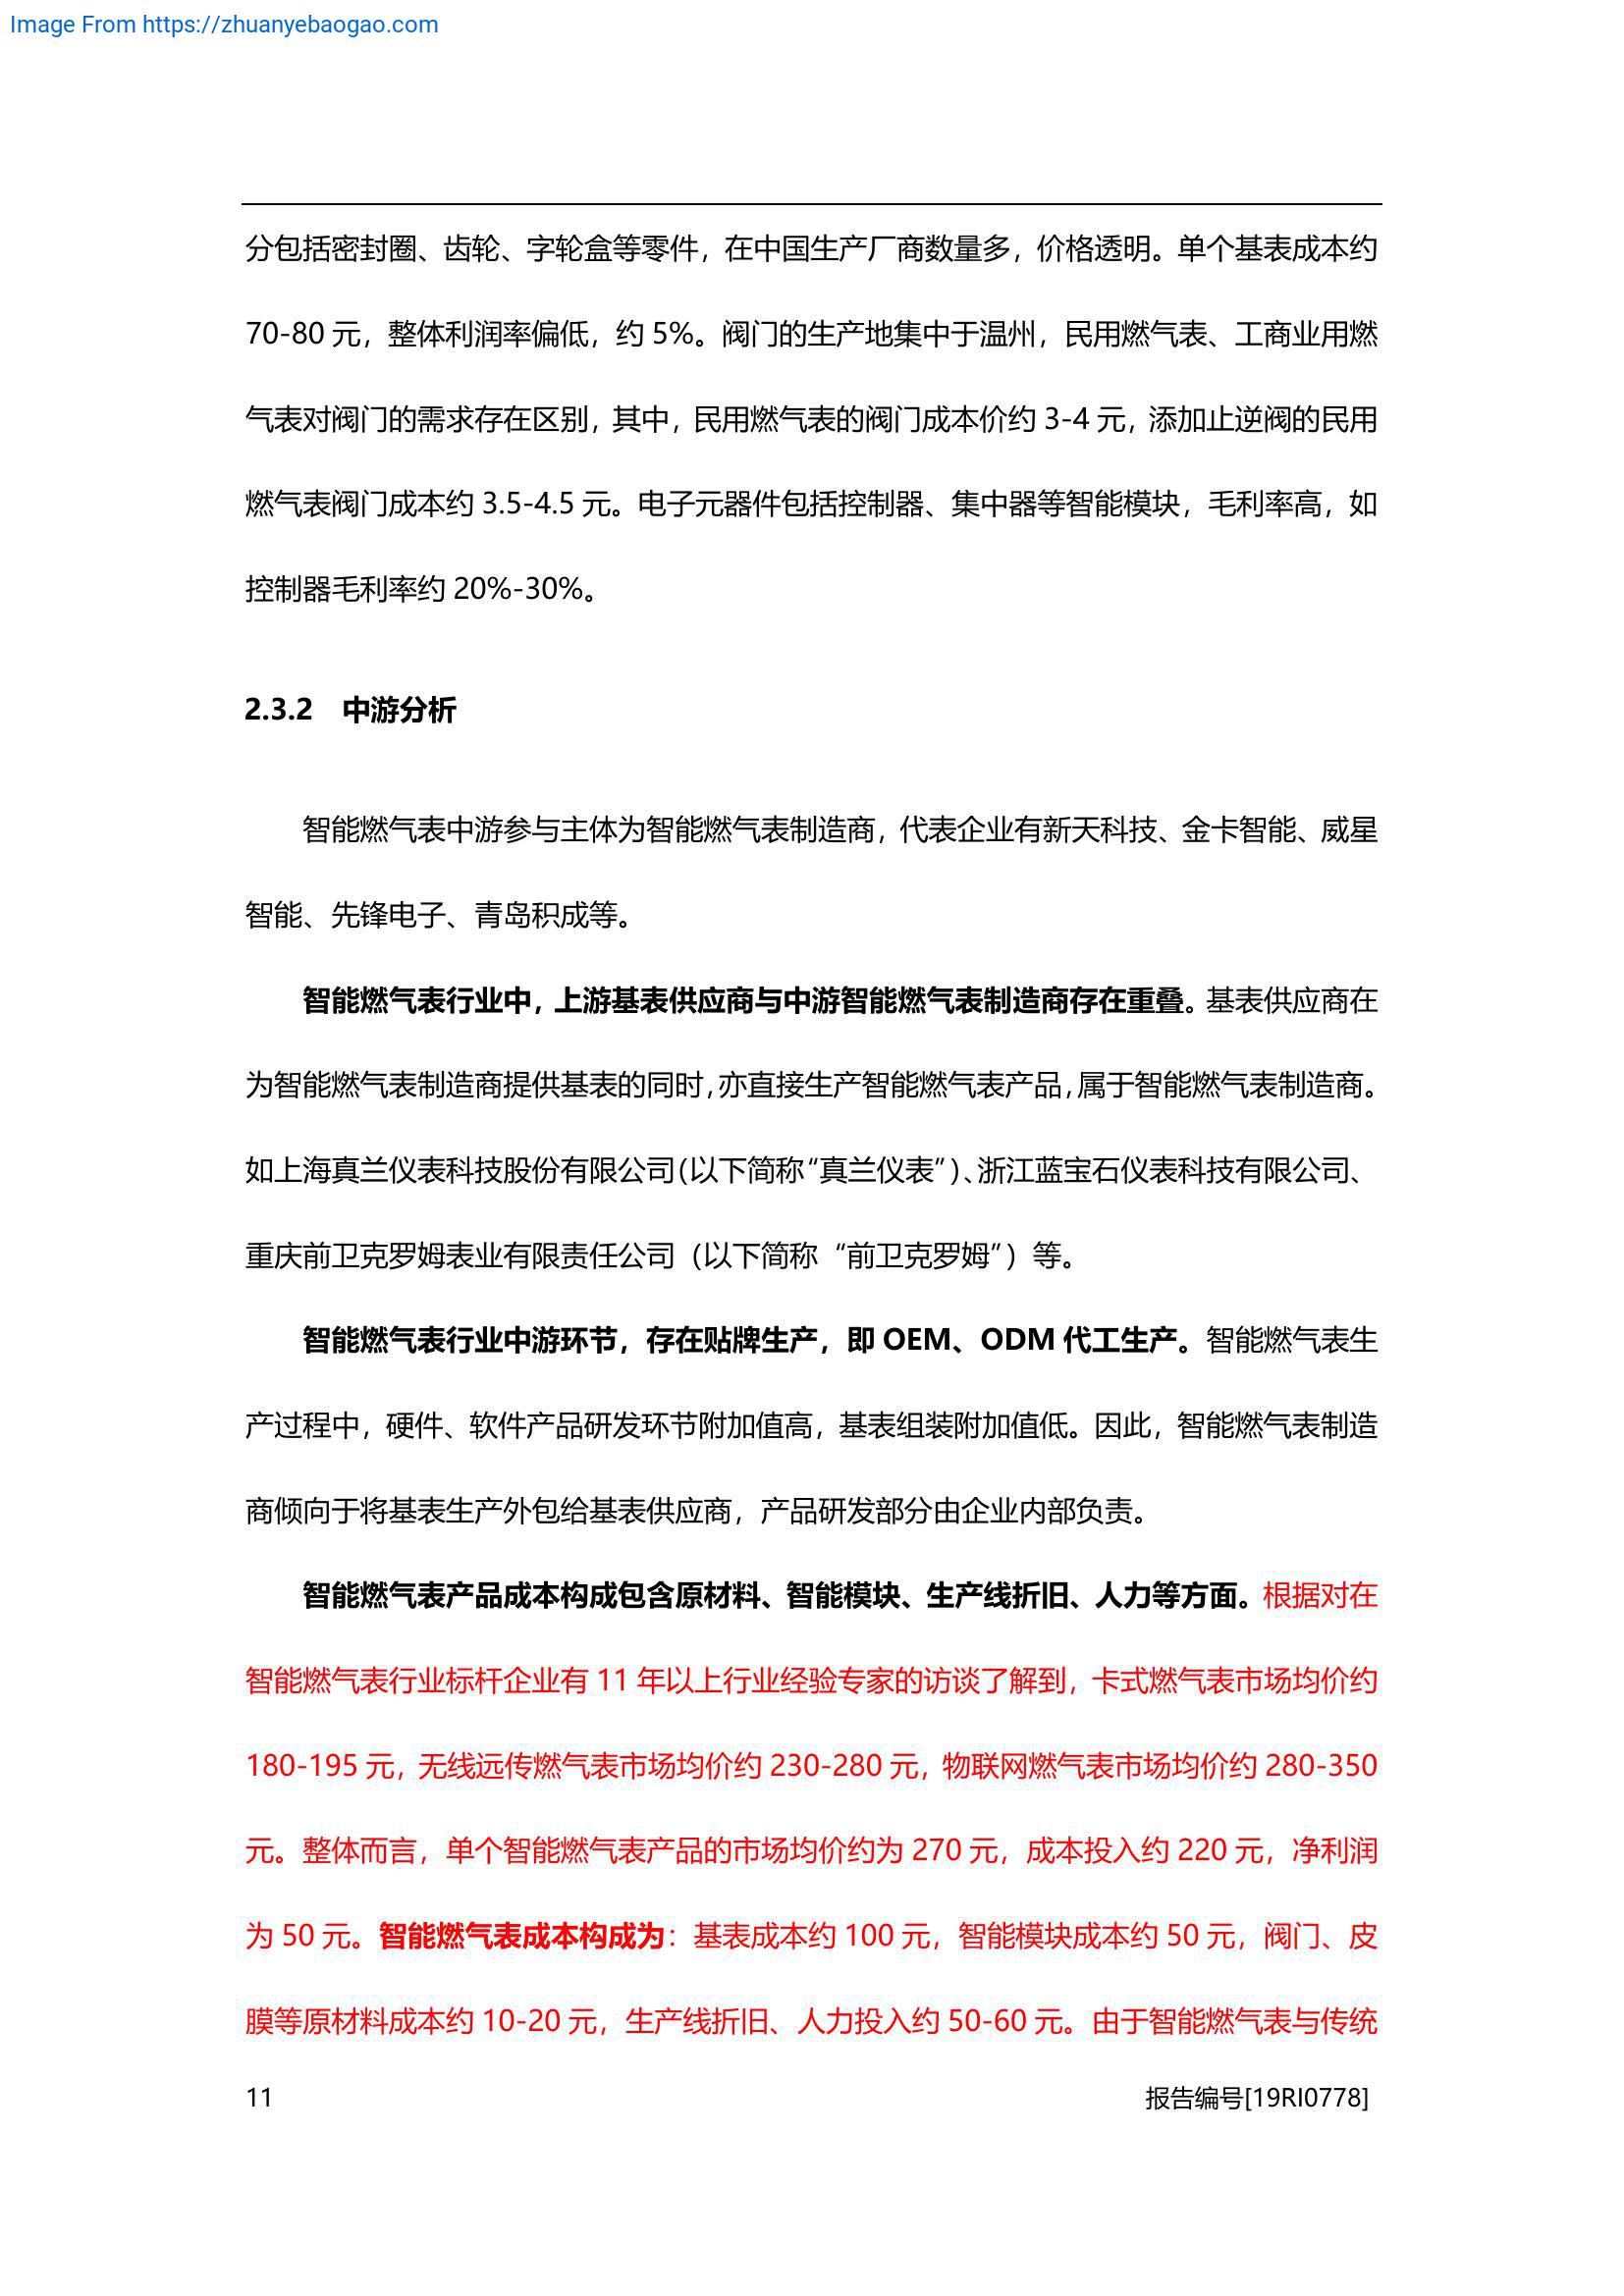 Image From https://zhuanyebaogao.com
分包括密封圈、齿轮、字轮盒等零件，在中国生产厂商数量多，价格透明。单个基表成本约
70-80 元，整体利润率偏低，约 5%。阀门的生产地集中于温州，民用燃气表、工商业用燃
气表对阀门的需求存在区别，其中，民用燃气表的阀门成本价约 3-4 元，添加止逆阀的民用
燃气表阀门成本约 3.5-4.5 元。电子元器件包括控制器、集中器等智能模块，毛利率高，如
控制器毛利率约 20%-30%。
2.3.2 中游分析
智能燃气表中游参与主体为智能燃气表制造商，代表企业有新天科技、金卡智能、威星
智能、先锋电子、青岛积成等。
智能燃气表行业中，上游基表供应商与中游智能燃气表制造商存在重叠。基表供应商在
为智能燃气表制造商提供基表的同时，亦直接生产智能燃气表产品，属于智能燃气表制造商。
如上海真兰仪表科技股份有限公司（以下简称“真兰仪表”）、浙江蓝宝石仪表科技有限公司、
重庆前卫克罗姆表业有限责任公司（以下简称“前卫克罗姆”）等。
智能燃气表行业中游环节，存在贴牌生产，即 OEM、ODM 代工生产。智能燃气表生
产过程中，硬件、软件产品研发环节附加值高，基表组装附加值低。因此，智能燃气表制造
商倾向于将基表生产外包给基表供应商，产品研发部分由企业内部负责。
智能燃气表产品成本构成包含原材料、智能模块、生产线折旧、人力等方面。根据对在
智能燃气表行业标杆企业有 11 年以上行业经验专家的访谈了解到，卡式燃气表市场均价约
180-195 元，无线远传燃气表市场均价约 230-280 元，物联网燃气表市场均价约 280-350
元。整体而言，单个智能燃气表产品的市场均价约为 270 元，成本投入约 220 元，净利润
为 50 元。智能燃气表成本构成为：基表成本约 100 元，智能模块成本约 50 元，阀门、皮
膜等原材料成本约 10-20 元，生产线折旧、人力投入约 50-60 元。由于智能燃气表与传统
11 报告编号[19RI0778]